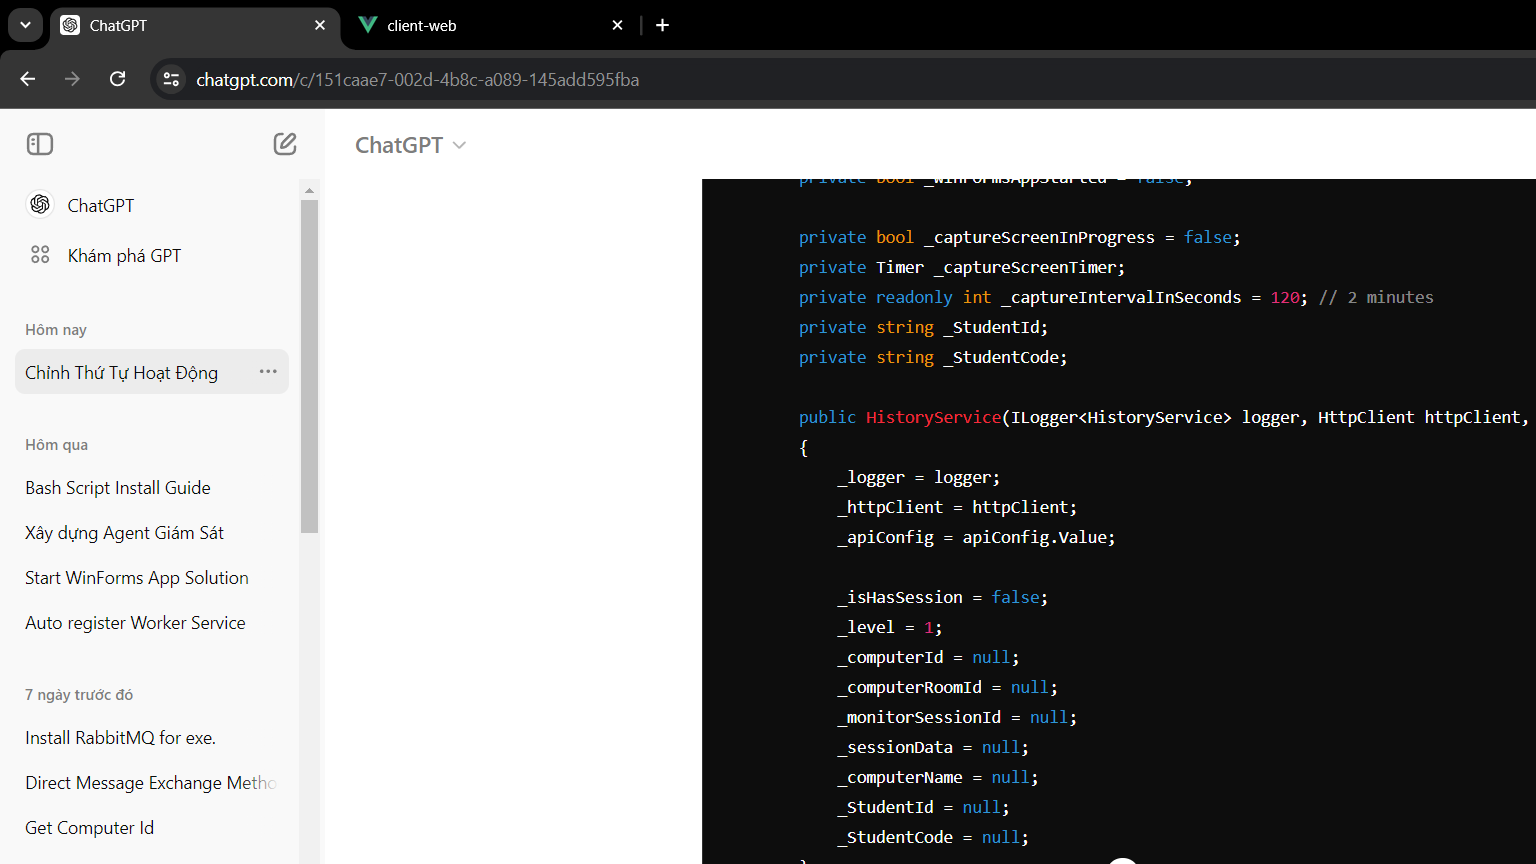 ChatGPT
client-web
chatgpt.com/c/151caae7-002d-4b8c-a089-145add595fba
ChatGPT
ChatGPT
Khám phá GPT
Hôm nay
Chỉnh Thứ Tự Hoạt Động
Hôm qua
Bash Script Install Guide
Xây dựng Agent Giám Sát
Start WinForms App Solution
Auto register Worker Service
7 ngày trước đó
Install RabbitMQ for exe.
Direct Message Exchange Metho
Get Computer Id
private bool _winFormsAppStarted = false;
private bool _captureScreenInProgress = false;
private Timer _captureScreenTimer;
private readonly int _captureIntervalInSeconds = 120; // 2 minutes
private string _StudentId;
private string _StudentCode;
public HistoryService(ILogger<HistoryService> logger, HttpClient httpClient,
{
_logger = logger;
_httpClient = httpClient;
_apiConfig = apiConfig.Value;
_isHasSession = false;
_level = 1;
_computerId = null;
_computerRoomId = null;
_monitorSessionId = null;
_sessionData = null;
_computerName = null;
_StudentId = null;
_StudentCode = null;